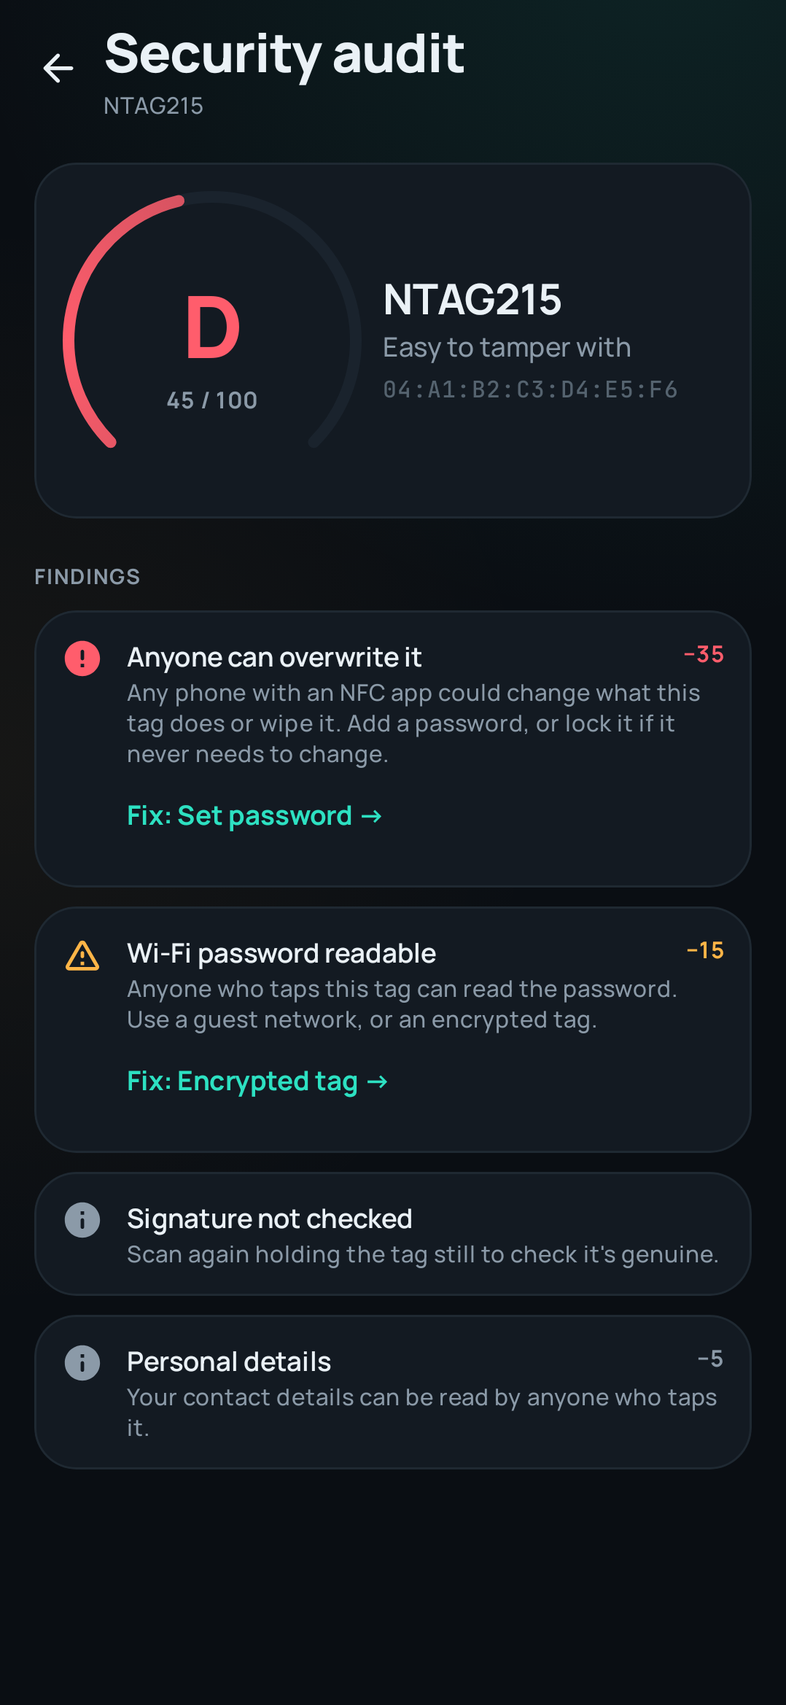 Security audit
NTAG215
D
45 / 100
NTAG215
Easy to tamper with
04:A1:B2:C3:D4:E5:F6
FINDINGS
Anyone can overwrite it
−35
Any phone with an NFC app could change what this
tag does or wipe it. Add a password, or lock it if it
never needs to change.
Fix: Set password →
Wi-Fi password readable
−15
Anyone who taps this tag can read the password.
Use a guest network, or an encrypted tag.
Fix: Encrypted tag →
Signature not checked
Scan again holding the tag still to check it's genuine.
Personal details
−5
Your contact details can be read by anyone who taps
it.